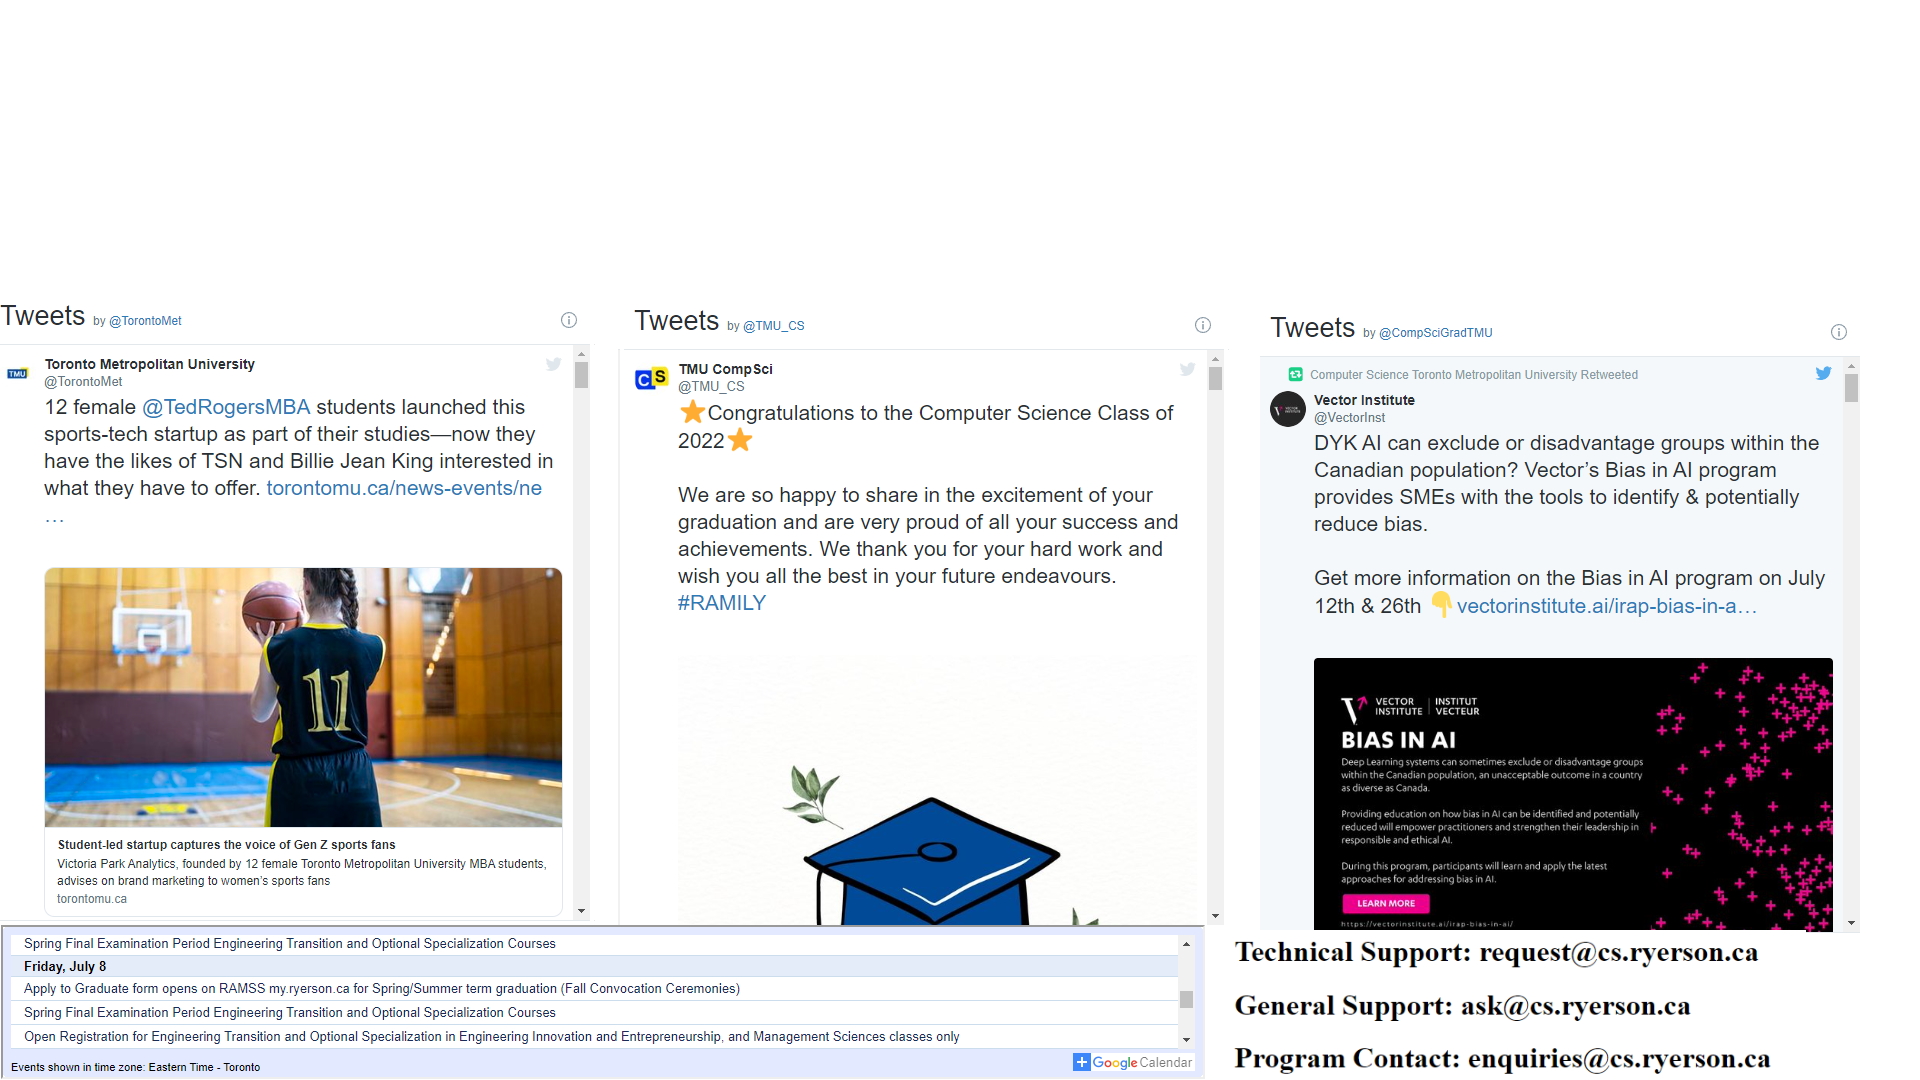 Tweets by @TorontoMet
TMU
Toronto Metropolitan University
@TorontoMet
12 female @TedRogersMBA students launched this
sports-tech startup as part of their studies—now they
have the likes of TSN and Billie Jean King interested in
what they have to offer. torontomu.ca/news-events/ne
…
11
Student-led startup captures the voice of Gen Z sports fans
Victoria Park Analytics, founded by 12 female Toronto Metropolitan University MBA students,
advises on brand marketing to women's sports fans
torontomu.ca
Tweets by @TMU_CS
CS
TMU CompSci
@TMU_CS
⭐Congratulations to the Computer Science Class of
2022⭐
We are so happy to share in the excitement of your
graduation and are very proud of all your success and
achievements. We thank you for your hard work and
wish you all the best in your future endeavours.
#RAMILY
Tweets by @CompSciGradTMU
Computer Science Toronto Metropolitan University Retweeted
Vector Institute
@VectorInst
DYK AI can exclude or disadvantage groups within the
Canadian population? Vector's Bias in AI program
provides SMEs with the tools to identify & potentially
reduce bias.
Get more information on the Bias in AI program on July
12th & 26th 👇vectorinstitute.ai/irap-bias-in-a…
VECTOR INSTITUTE | INSTITUT VECTEUR
BIAS IN AI
Deep Learning systems can sometimes exclude or disadvantage groups
within the Canadian population, an unacceptable outcome in a country
as diverse as Canada.
Providing education on how bias in AI can be identified and potentially
reduced will empower practitioners and strengthen their leadership in
responsible and ethical AI.
During this program, participants will learn and apply the latest
approaches for addressing bias in AI.
LEARN MORE
https://vectorinstitute.ai/irap-bias-in-ai/
Spring Final Examination Period Engineering Transition and Optional Specialization Courses
Friday, July 8
Apply to Graduate form opens on RAMSS my.ryerson.ca for Spring/Summer term graduation (Fall Convocation Ceremonies)
Spring Final Examination Period Engineering Transition and Optional Specialization Courses
Open Registration for Engineering Transition and Optional Specialization in Engineering Innovation and Entrepreneurship, and Management Sciences classes only
Events shown in time zone: Eastern Time - Toronto
Google Calendar
Technical Support: request@cs.ryerson.ca
General Support: ask@cs.ryerson.ca
Program Contact: enquiries@cs.ryerson.ca